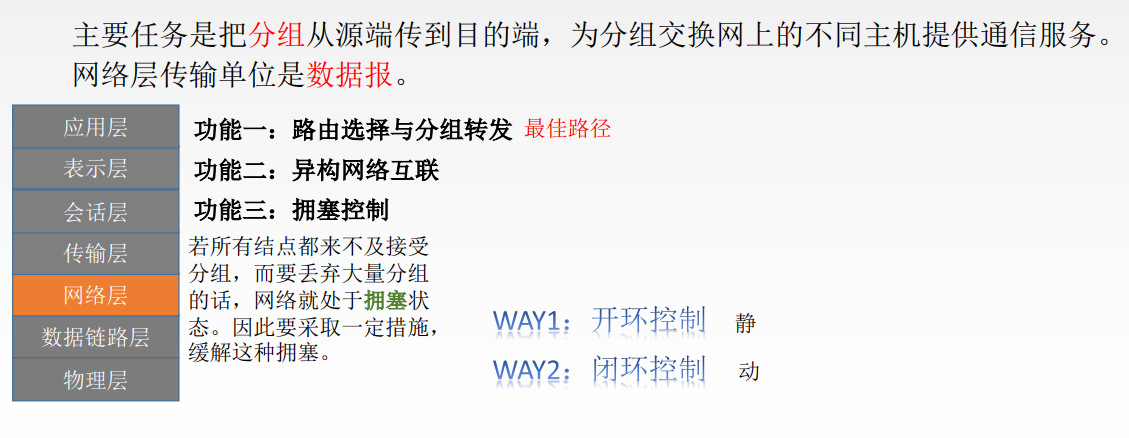 主要任务是把分组从源端传到目的端，为分组交换网上的不同主机提供通信服务。
网络层传输单位是数据报。
应用层
表示层
会话层
传输层
网络层
数据链路层
物理层
功能一：路由选择与分组转发 最佳路径
功能二：异构网络互联
功能三：拥塞控制
若所有结点都来不及接受
分组，而要丢弃大量分组
的话，网络就处于拥塞状
态。因此要采取一定措施，
缓解这种拥塞。
WAY1：开环控制 静
WAY2：闭环控制 动